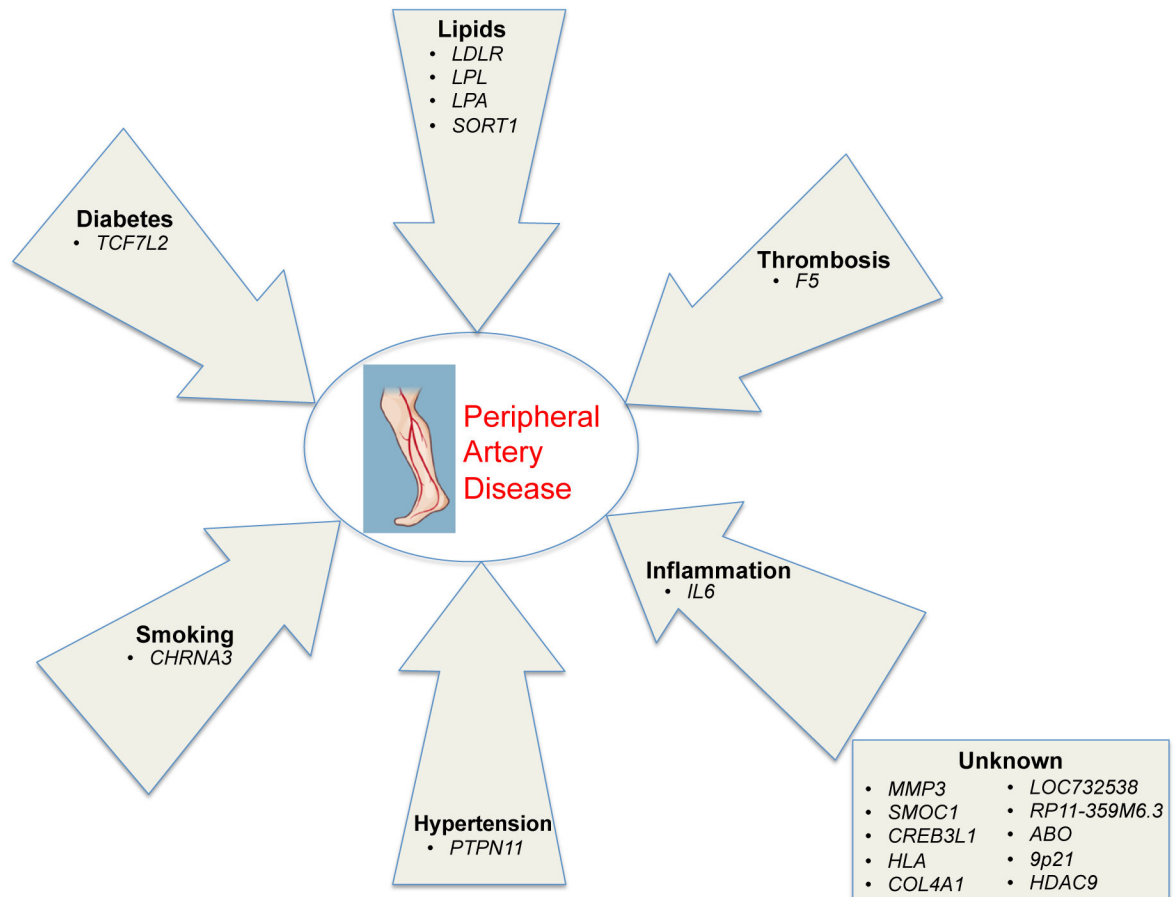 Lipids
• LDLR
• LPL
• LPA
• SORT1
Diabetes
• TCF7L2
Thrombosis
• F5
Peripheral
Artery
Disease
Inflammation
• IL6
Smoking
• CHRNA3
Hypertension
• PTPN11
Unknown
• MMP3
• SMOC1
• CREB3L1
• HLA
• COL4A1
• LOC732538
• RP11-359M6.3
• ABO
• 9p21
• HDAC9